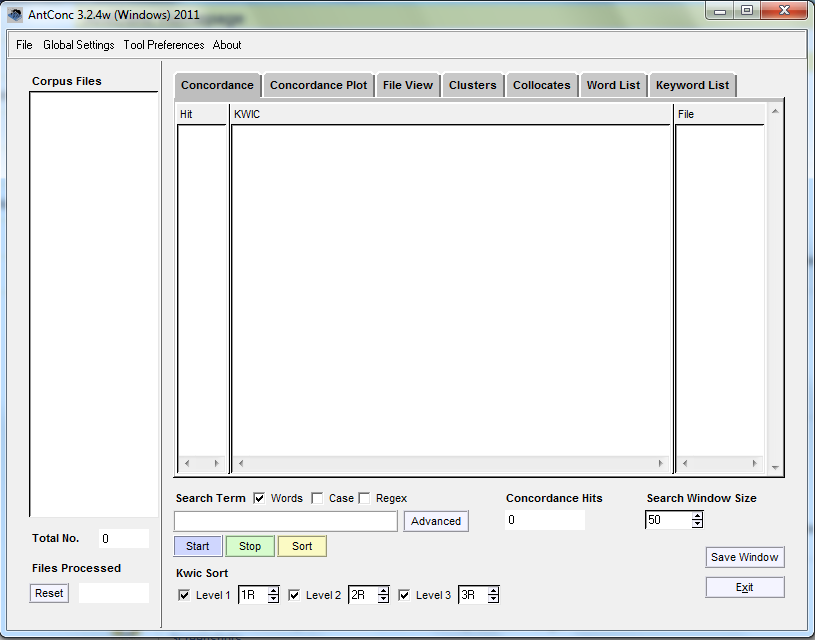 AntConc 3.2.4w (Windows) 2011
File Global Settings Tool Preferences About
Corpus Files
Concordance Concordance Plot File View Clusters Collocates Word List Keyword List
Hit KWIC File
Search Term Words Case Regex Concordance Hits Search Window Size
Advanced 0 50
Total No. 0
Start Stop Sort
Save Window
Files Processed
Kwic Sort
Reset
Level 1 1R Level 2 2R Level 3 3R
Exit